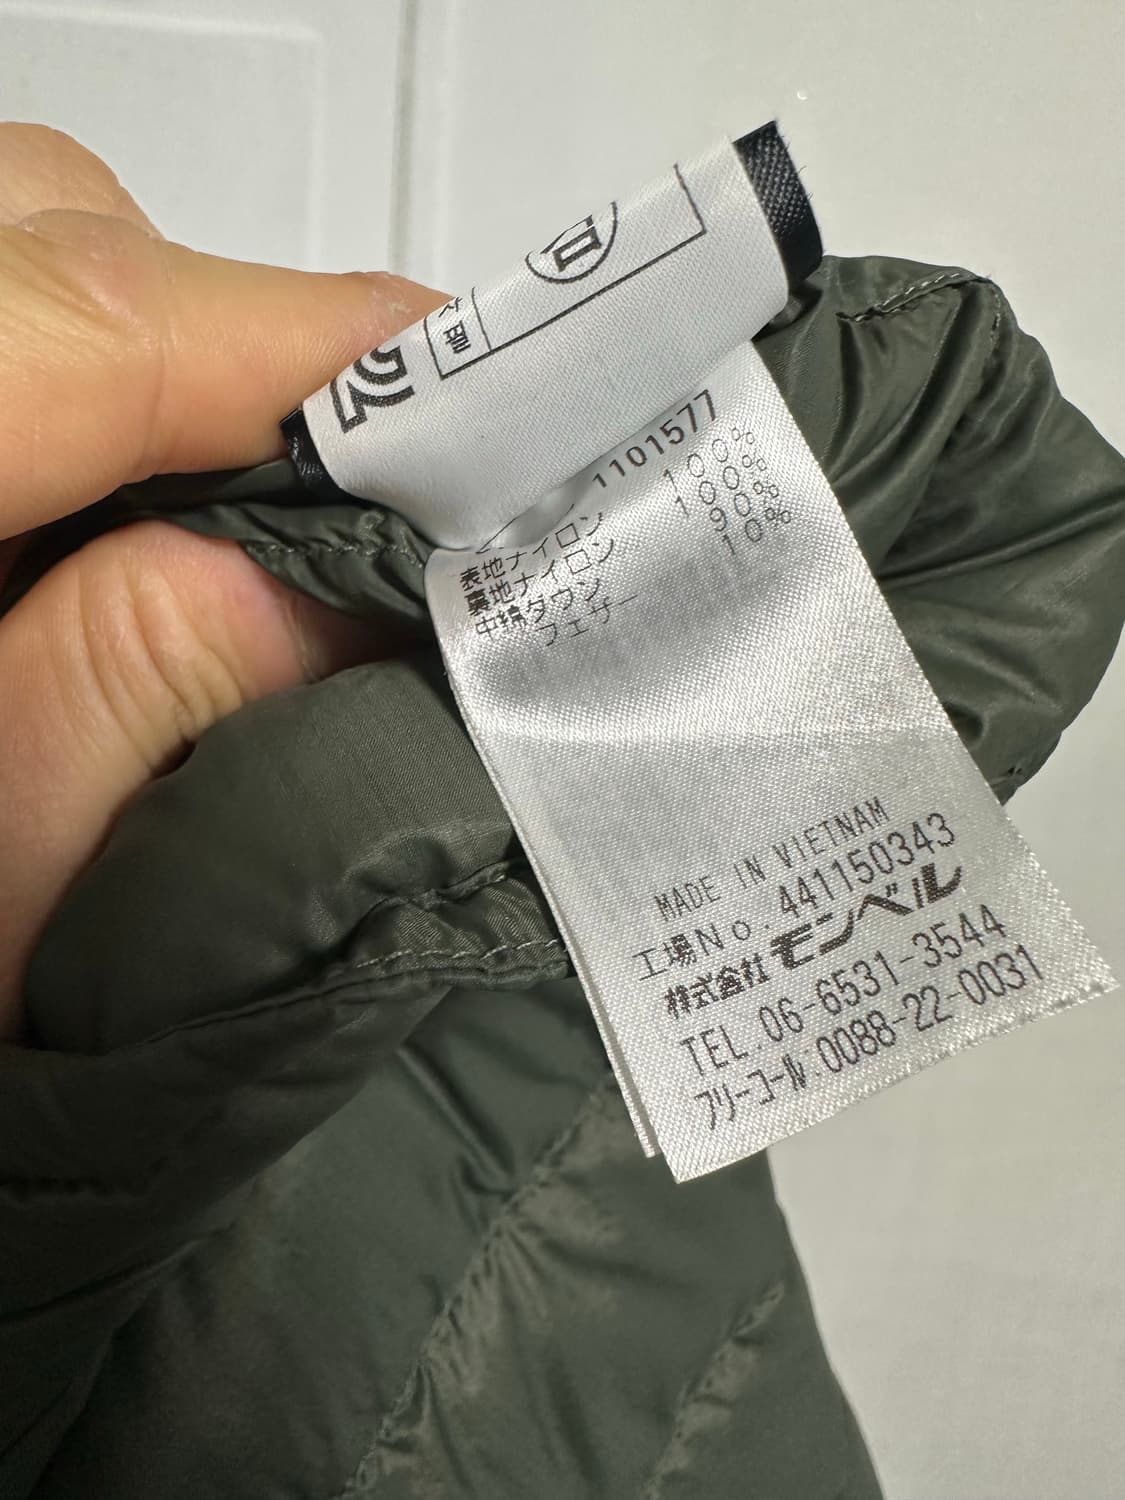 1101577
表地ナイロン 100%
裏地ナイロン 100%
中綿ダウン 90%
フェザー 10%
MADE IN VIETNAM
工場No. 441150343
株式会社モンベル
TEL.06-6531-3544
フリーコール:0088-22-0031